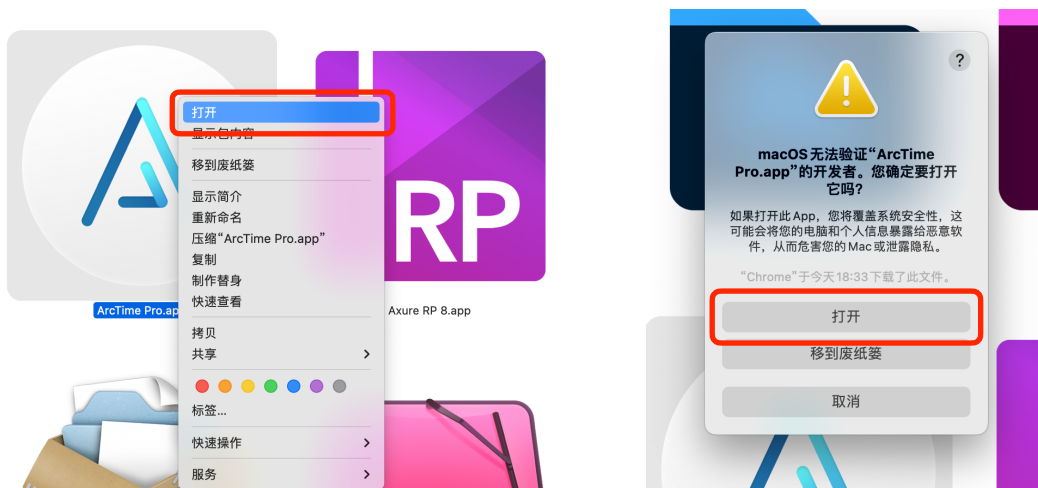 打开
显示包内容
移到废纸篓
显示简介
重新命名
压缩“ArcTime Pro.app”
复制
制作替身
快速查看
拷贝
共享
标签...
快速操作
服务
RP
ArcTime Pro.ap
Axure RP 8.app
?
macOS 无法验证“ArcTime
Pro.app”的开发者。您确定要打开
它吗?
如果打开此 App，您将覆盖系统安全性，这
可能会将您的电脑和个人信息暴露给恶意软
件，从而危害您的 Mac 或泄露隐私。
“Chrome”于今天18:33下载了此文件。
打开
移到废纸篓
取消